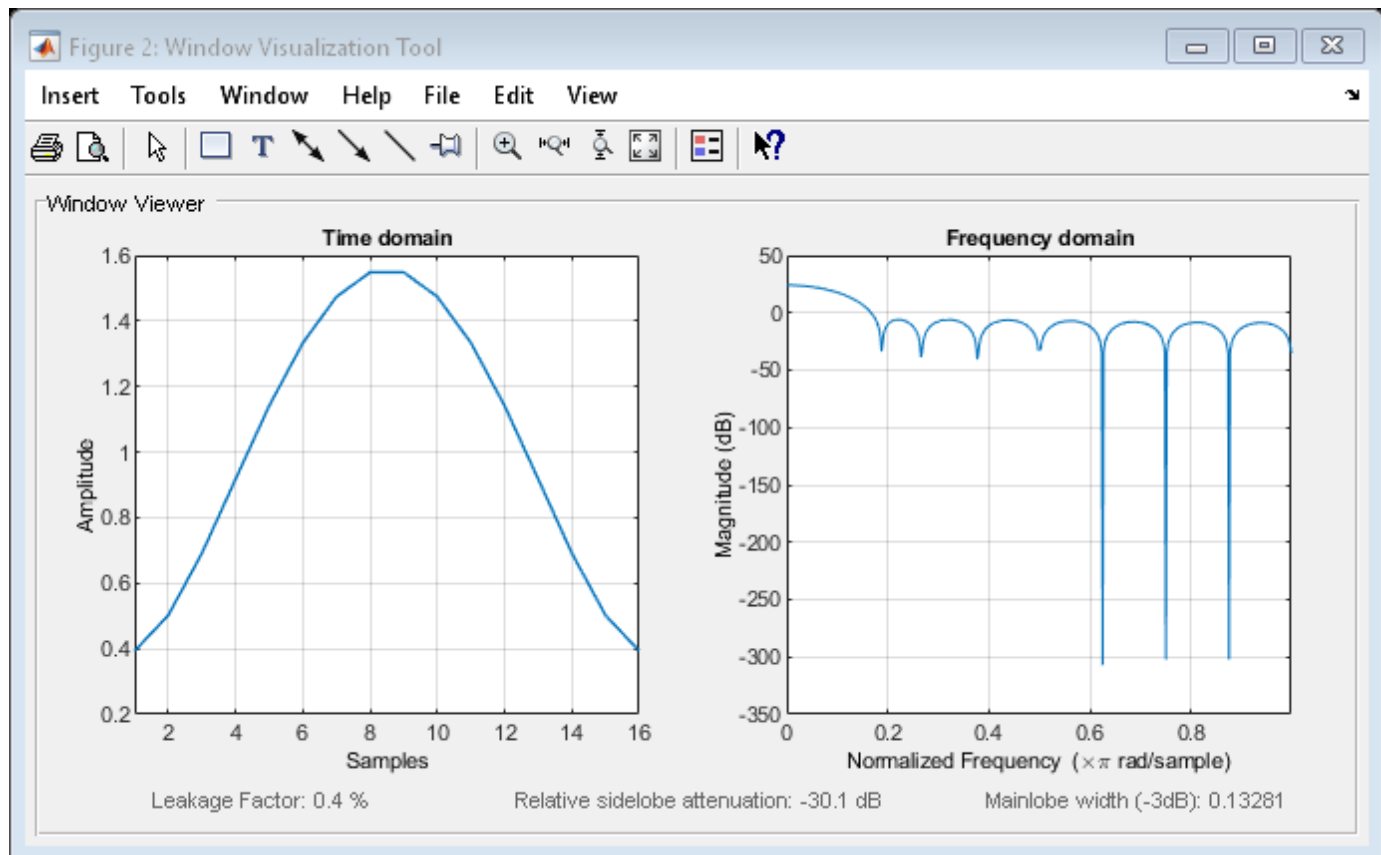 Figure 2: Window Visualization Tool
Insert Tools Window Help File Edit View
T
?
Window Viewer
Time domain
1.6
1.4
1.2
1
0.8
0.6
0.4
0.2
Amplitude
2 4 6 8 10 12 14 16
Samples
Frequency domain
50
0
-50
-100
-150
-200
-250
-300
-350
Magnitude (dB)
0 0.2 0.4 0.6 0.8
Normalized Frequency (×π rad/sample)
Leakage Factor: 0.4 % Relative sidelobe attenuation: -30.1 dB Mainlobe width (-3dB): 0.13281